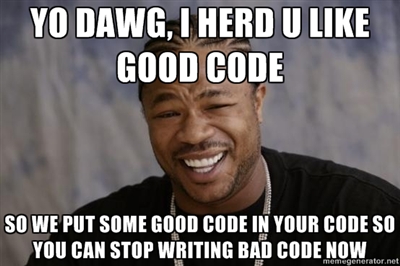 YO DAWG, I HERD U LIKE
GOOD CODE
SO WE PUT SOME GOOD CODE IN YOUR CODE SO
YOU CAN STOP WRITING BAD CODE NOW
memegenerator.net